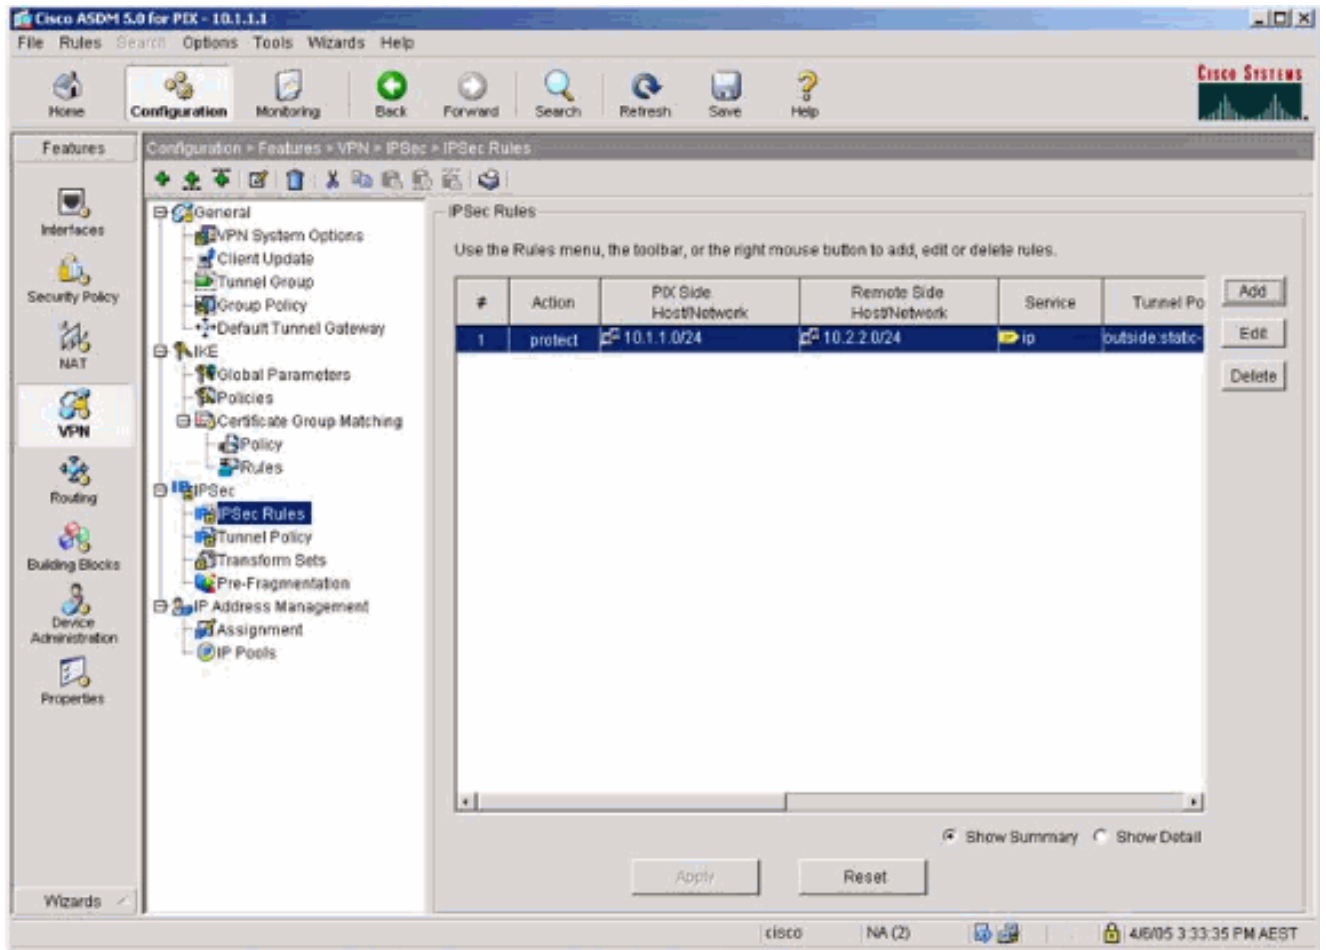 Cisco ASDM 5.0 for PIX - 10.1.1.1
File Rules Search Options Tools Wizards Help
Home Configuration Monitoring Back Forward Search Refresh Save Help
CISCO SYSTEMS
Features
Configuration > Features > VPN > IPSec > IPSec Rules
Interfaces
Security Policy
NAT
VPN
Routing
Building Blocks
Device
Administration
Properties
Wizards
General
VPN System Options
Client Update
Tunnel Group
Group Policy
Default Tunnel Gateway
IKE
Global Parameters
Policies
Certificate Group Matching
Policy
Rules
IPSec
IPSec Rules
Tunnel Policy
Transform Sets
Pre-Fragmentation
IP Address Management
Assignment
IP Pools
IPSec Rules
Use the Rules menu, the toolbar, or the right mouse button to add, edit or delete rules.
# Action PIX Side Host/Network Remote Side Host/Network Service Tunnel Po
1 protect 10.1.1.0/24 10.2.2.0/24 ip outside:static-
Add
Edit
Delete
Show Summary Show Detail
Apply Reset
cisco NA (2) 4/6/05 3:33:35 PM AEST